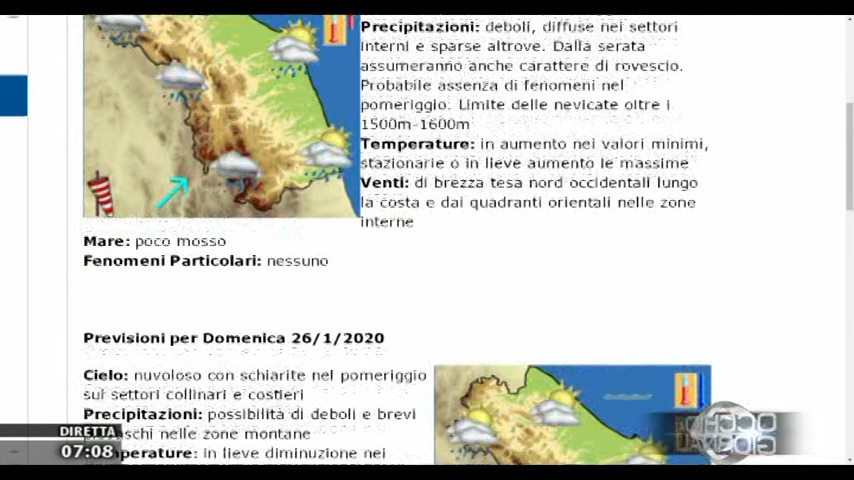 Precipitazioni: deboli, diffuse nei settori
interni e sparse altrove. Dalla serata
assumeranno anche carattere di rovescio.
Probabile assenza di fenomeni nel
pomeriggio. Limite delle nevicate oltre i
1500m-1600m
Temperature: in aumento nei valori minimi,
stazionarie o in lieve aumento le massime
Venti: di brezza tesa nord occidentali lungo
la costa e dai quadranti orientali nelle zone
interne
Mare: poco mosso
Fenomeni Particolari: nessuno
Previsioni per Domenica 26/1/2020
Cielo: nuvoloso con schiarite nel pomeriggio
sui settori collinari e costieri
Precipitazioni: possibilità di deboli e brevi
nelle zone montane
in lieve diminuzione nei
DIRETTA
07:08